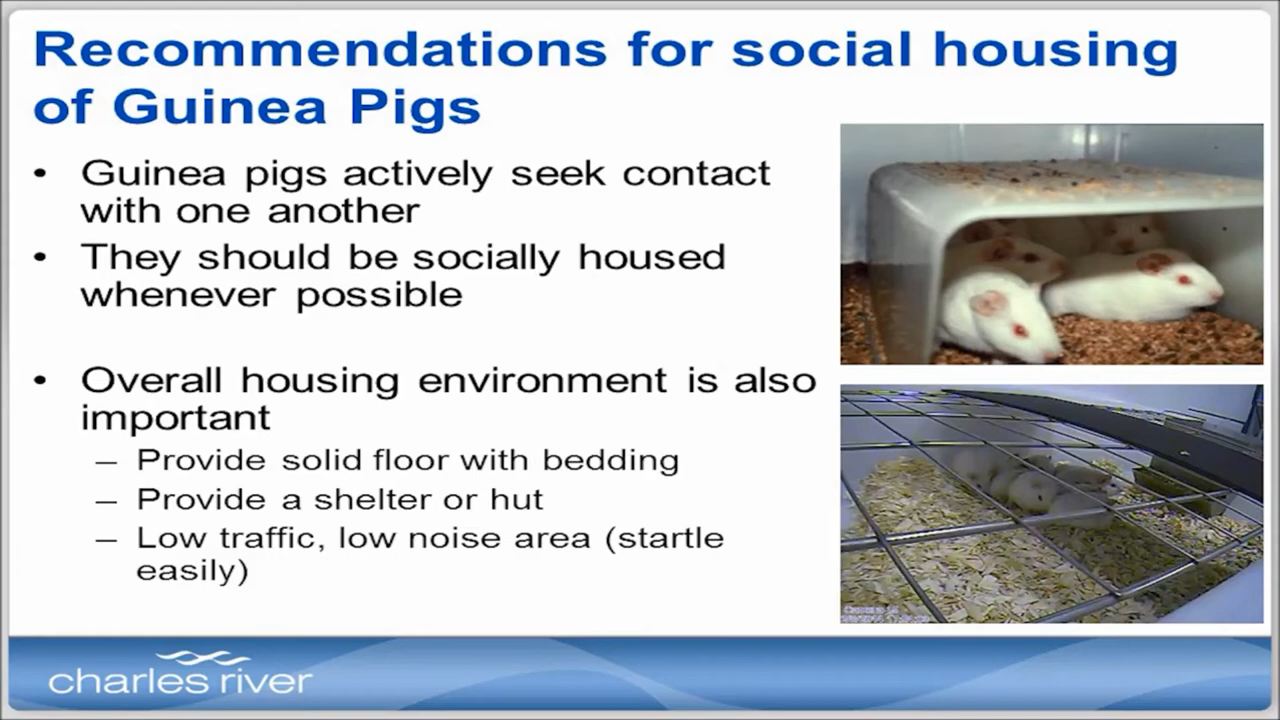 Recommendations for social housing
of Guinea Pigs
• Guinea pigs actively seek contact
with one another
• They should be socially housed
whenever possible
• Overall housing environment is also
important
– Provide solid floor with bedding
– Provide a shelter or hut
– Low traffic, low noise area (startle
easily)
charles river